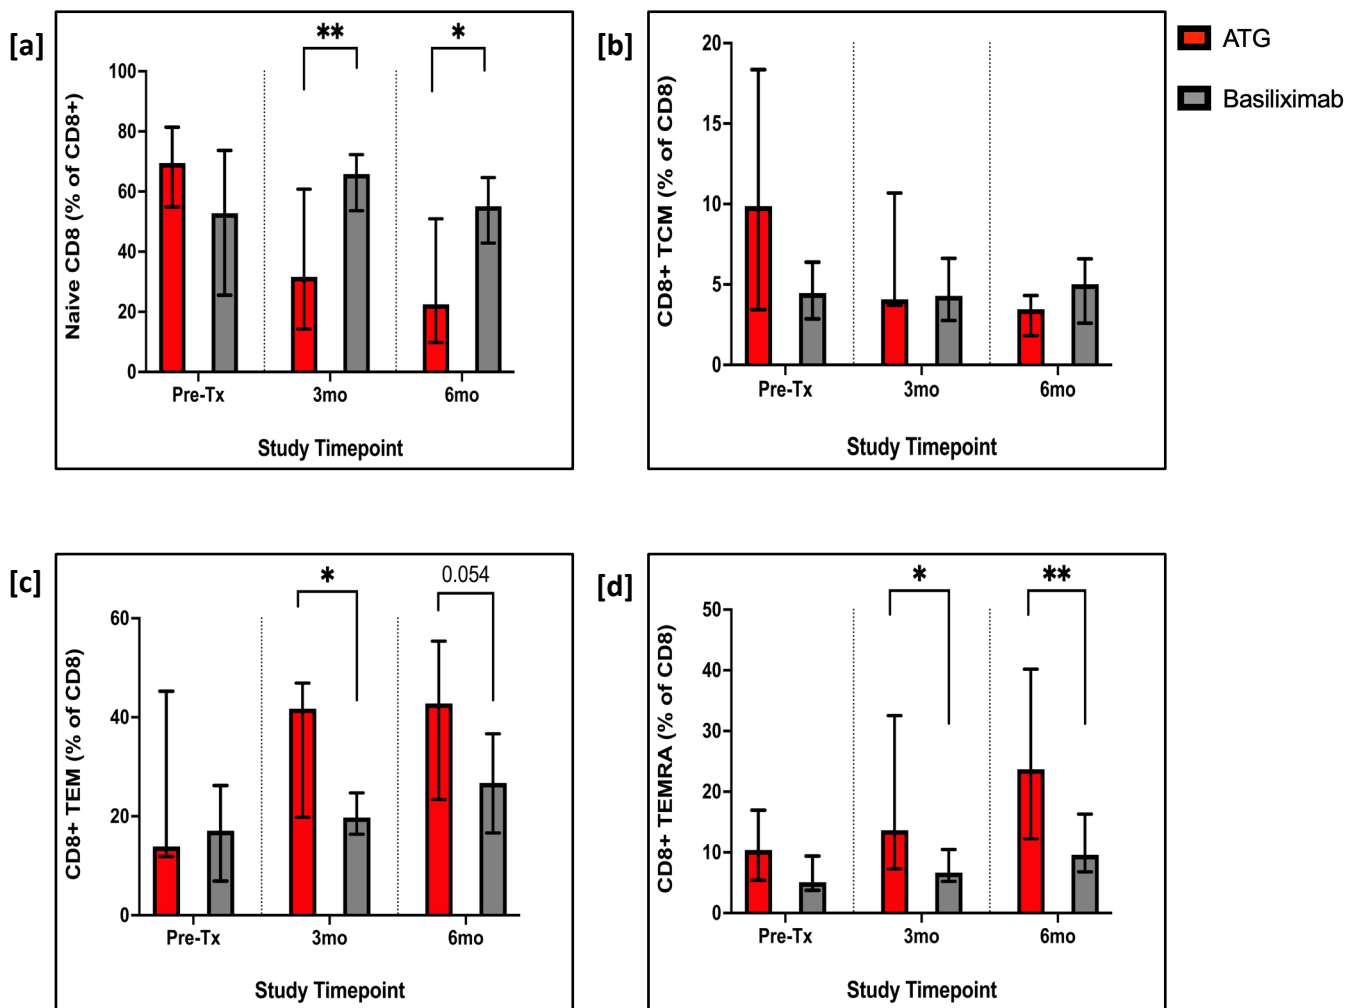 [a]
** *
Naive CD8 (% of CD8+)
100
80
60
40
20
0
Pre-Tx 3mo 6mo
Study Timepoint
[b]
CD8+ TCM (% of CD8)
20
15
10
5
0
Pre-Tx 3mo 6mo
Study Timepoint
ATG
Basiliximab
[c]
* 0.054
CD8+ TEM (% of CD8)
60
40
20
0
Pre-Tx 3mo 6mo
Study Timepoint
[d]
* **
CD8+ TEMRA (% of CD8)
50
40
30
20
10
0
Pre-Tx 3mo 6mo
Study Timepoint